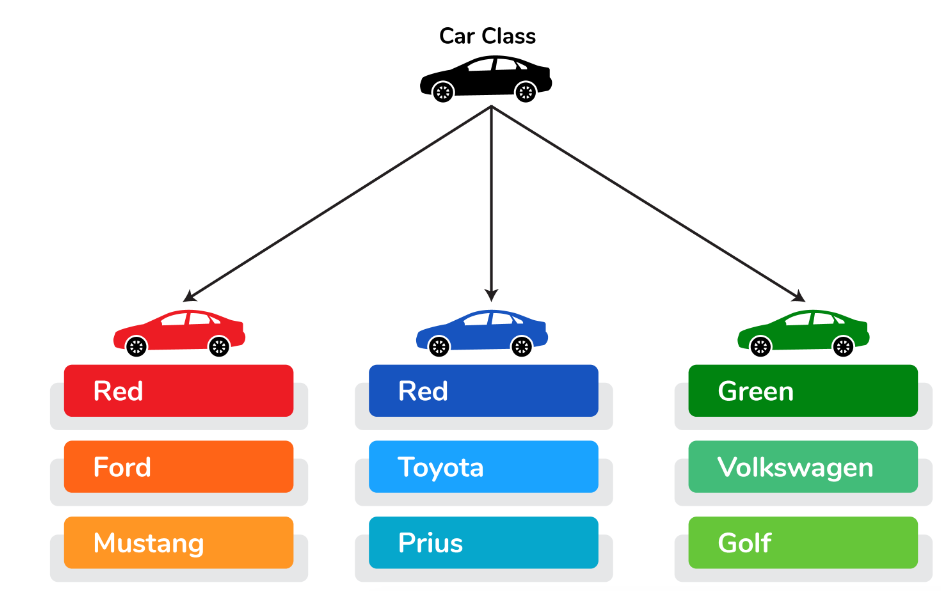 Car Class
Red
Red
Green
Ford
Toyota
Volkswagen
Mustang
Prius
Golf